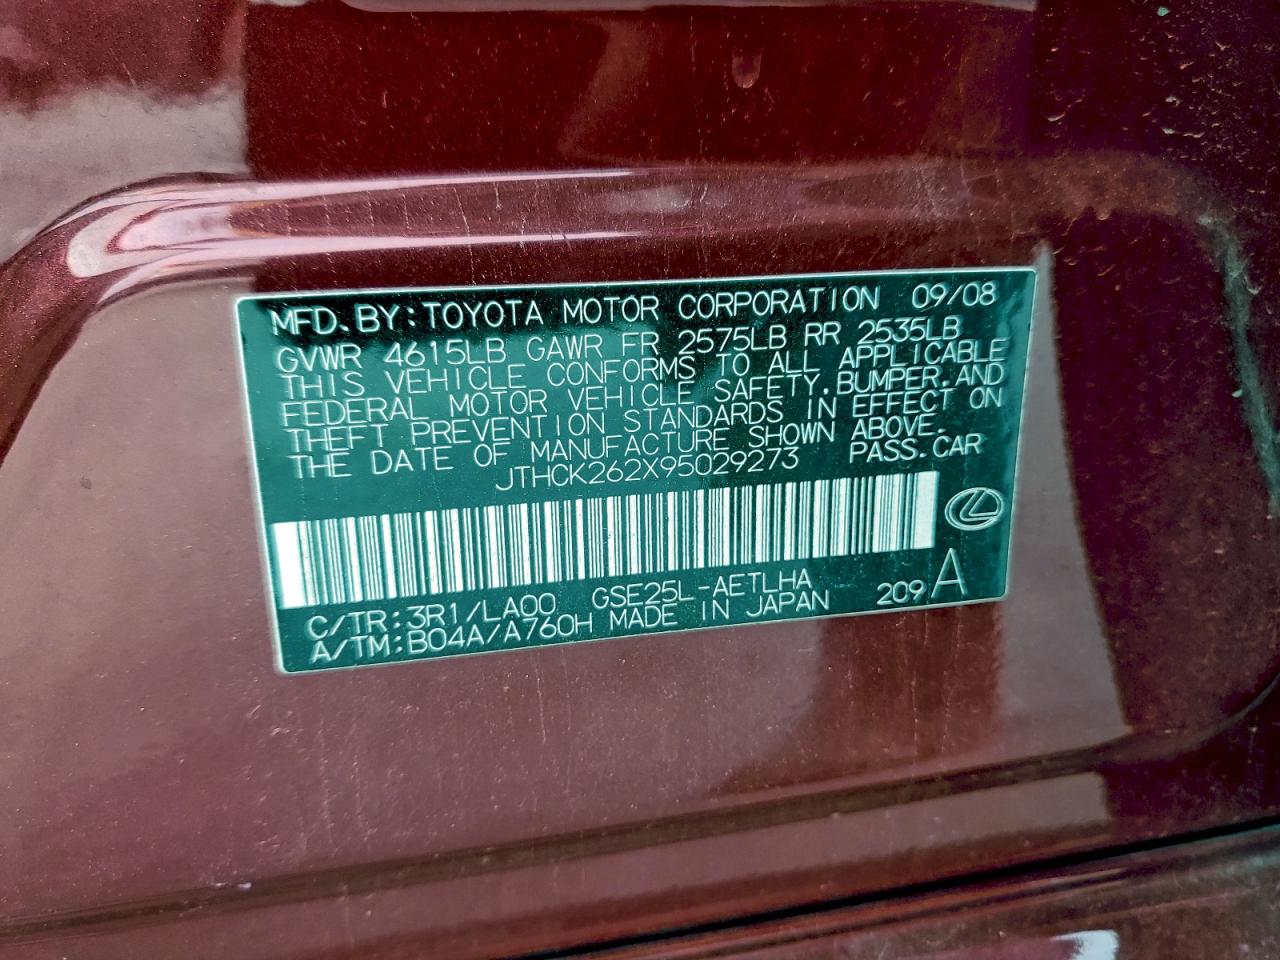 MFD. BY: TOYOTA MOTOR CORPORATION 09/08
GVWR 4615LB GAWR FR 2575LB RR 2535LB
THIS VEHICLE CONFORMS TO ALL APPLICABLE
FEDERAL MOTOR VEHICLE SAFETY, BUMPER, AND
THEFT PREVENTION STANDARDS IN EFFECT ON
THE DATE OF MANUFACTURE SHOWN ABOVE.
JTHCK262X95029273 PASS. CAR
C/TR: 3R1/LA00 GSE25L-AETLHA 209 A
A/TM: B04A/A760H MADE IN JAPAN